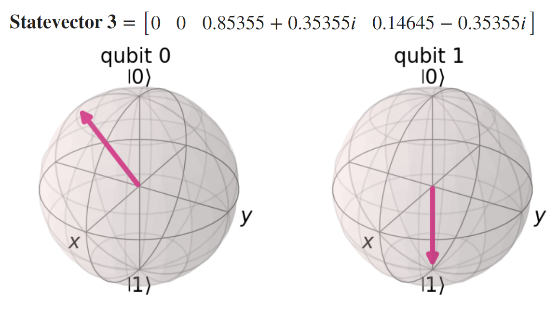 Statevector 3 = [0 0 0.85355 + 0.35355i 0.14645 − 0.35355i]
qubit 0 qubit 1
|0⟩ |0⟩
y y
x x
|1⟩ |1⟩